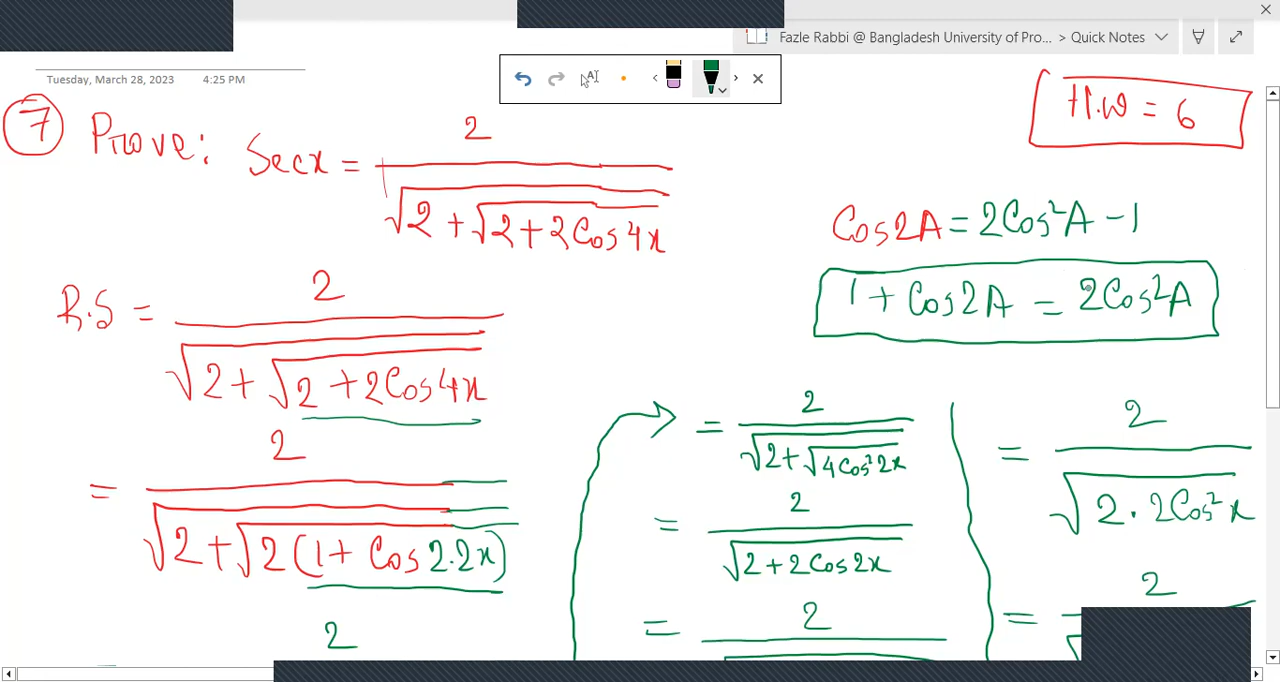 Fazle Rabbi @ Bangladesh University of Pro... > Quick Notes
Tuesday, March 28, 2023 4:25 PM
⑦ Prove: Secx = 2/√(2 + √(2 + 2Cos4x))
H.W = 6
Cos2A = 2Cos²A - 1
1 + Cos2A = 2Cos²A
R.S = 2/√(2 + √(2 + 2Cos4x))
= 2/√(2 + √(2(1 + Cos 2.2x)))
2
= 2/√(2 + √(4Cos²2x))
= 2/√(2 + 2Cos2x)
= 2
= 2/√(2 . 2Cos²x)
= 2